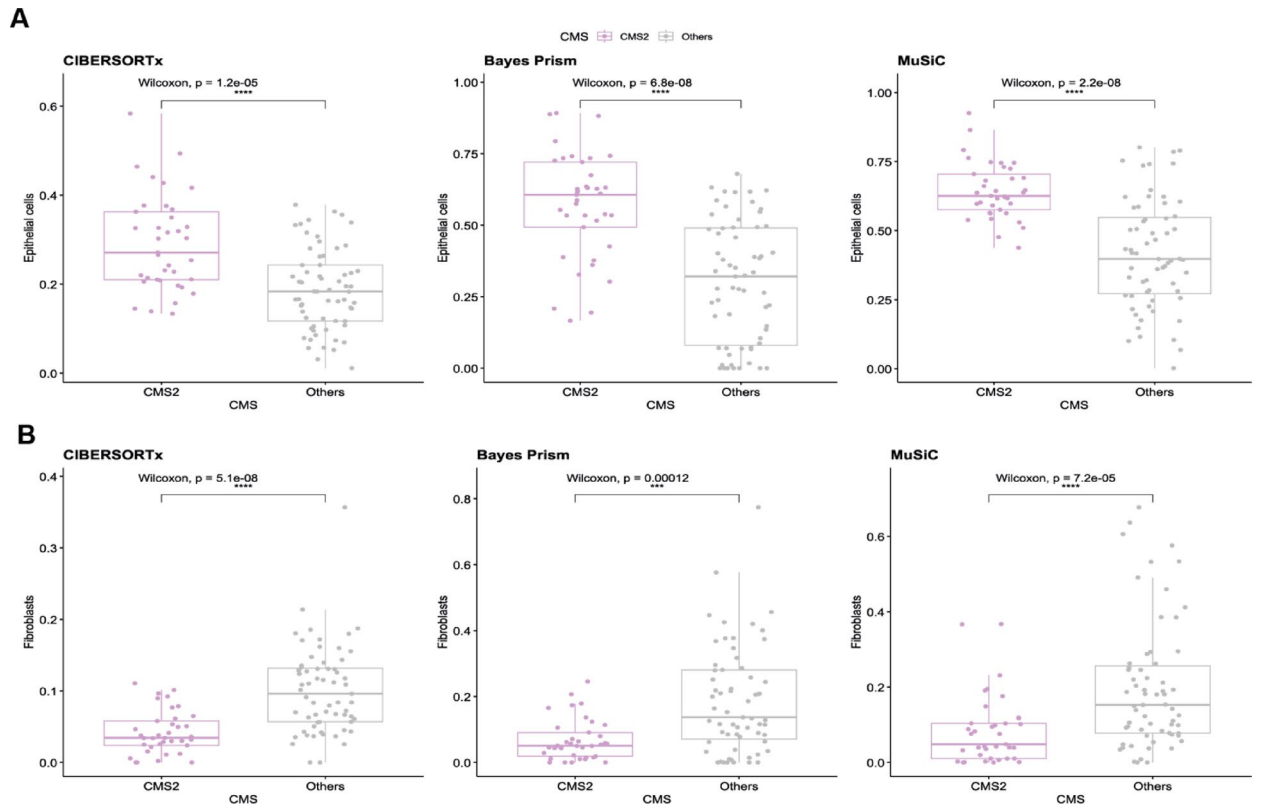 A
CMS CMS2 Others
CIBERSORTx
Wilcoxon, p = 1.2e-05
****
0.6
0.4
0.2
0.0
Epithelial cells
CMS2 Others
CMS
Bayes Prism
Wilcoxon, p = 6.8e-08
****
1.00
0.75
0.50
0.25
0.00
Epithelial cells
CMS2 Others
CMS
MuSiC
Wilcoxon, p = 2.2e-08
****
1.00
0.75
0.50
0.25
0.00
Epithelial cells
CMS2 Others
CMS
B
CIBERSORTx
Wilcoxon, p = 5.1e-08
****
0.4
0.3
0.2
0.1
0.0
Fibroblasts
CMS2 Others
CMS
Bayes Prism
Wilcoxon, p = 0.00012
***
0.8
0.6
0.4
0.2
0.0
Fibroblasts
CMS2 Others
CMS
MuSiC
Wilcoxon, p = 7.2e-05
****
0.6
0.4
0.2
0.0
Fibroblasts
CMS2 Others
CMS